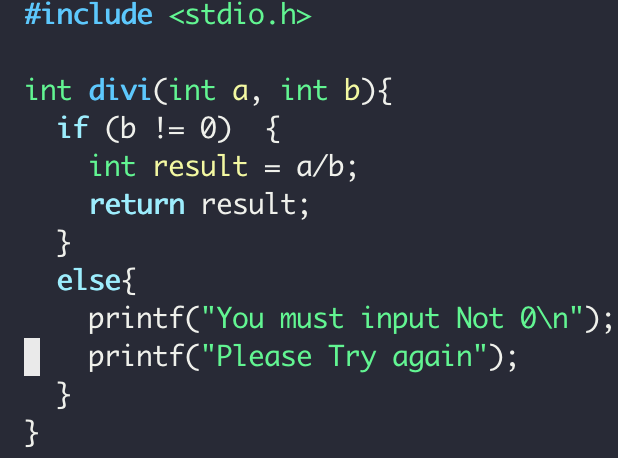 #include <stdio.h>

int divi(int a, int b){
  if (b != 0)  {
    int result = a/b;
    return result;
  }
  else{
    printf("You must input Not 0\n");
    printf("Please Try again");
  }
}